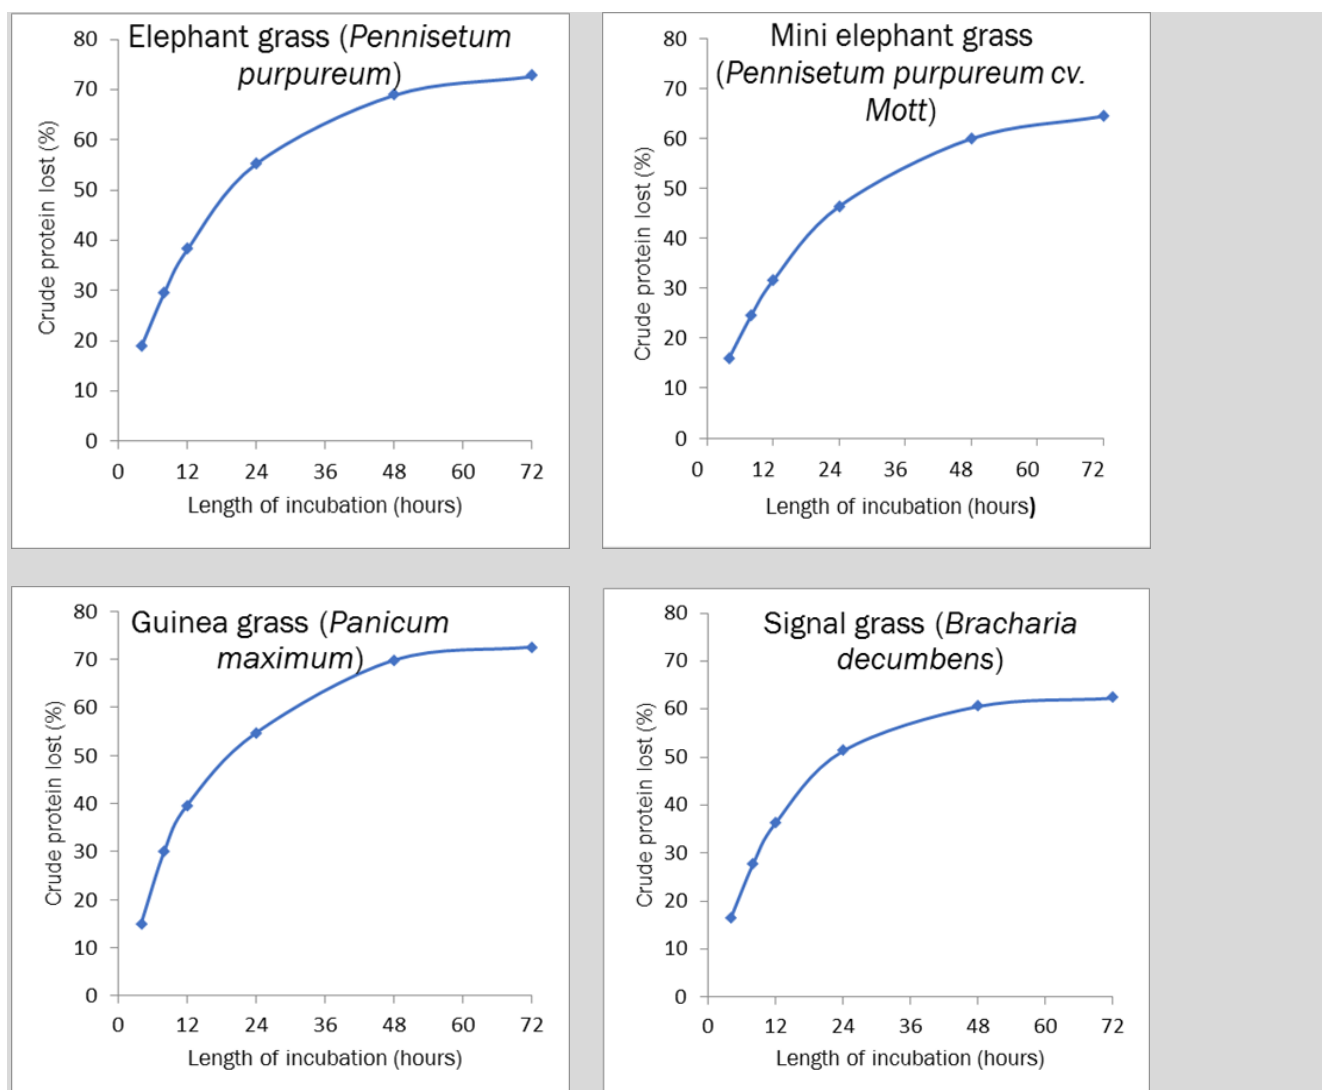 Elephant grass (Pennisetum
purpureum)
Crude protein lost (%)
80
70
60
50
40
30
20
10
0
0 12 24 36 48 60 72
Length of incubation (hours)
Mini elephant grass
(Pennisetum purpureum cv.
Mott)
Crude protein lost (%)
80
70
60
50
40
30
20
10
0
0 12 24 36 48 60 72
Length of incubation (hours)
Guinea grass (Panicum
maximum)
Crude protein lost (%)
80
70
60
50
40
30
20
10
0
0 12 24 36 48 60 72
Length of incubation (hours)
Signal grass (Bracharia
decumbens)
Crude protein lost (%)
80
70
60
50
40
30
20
10
0
0 12 24 36 48 60 72
Length of incubation (hours)